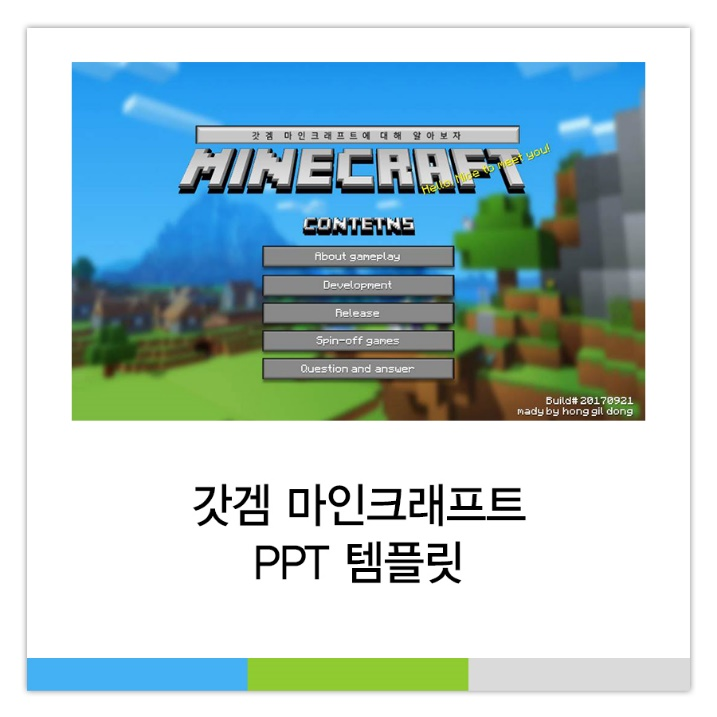 갓겜 마인크래프트에 대해 알아보자
MINECRAFT
Hello! Nice to meet you!
CONTETNS
About gameplay
Development
Release
Spin-off games
Question and answer
Build# 20170921
mady by hong gil dong
갓겜 마인크래프트
PPT 템플릿